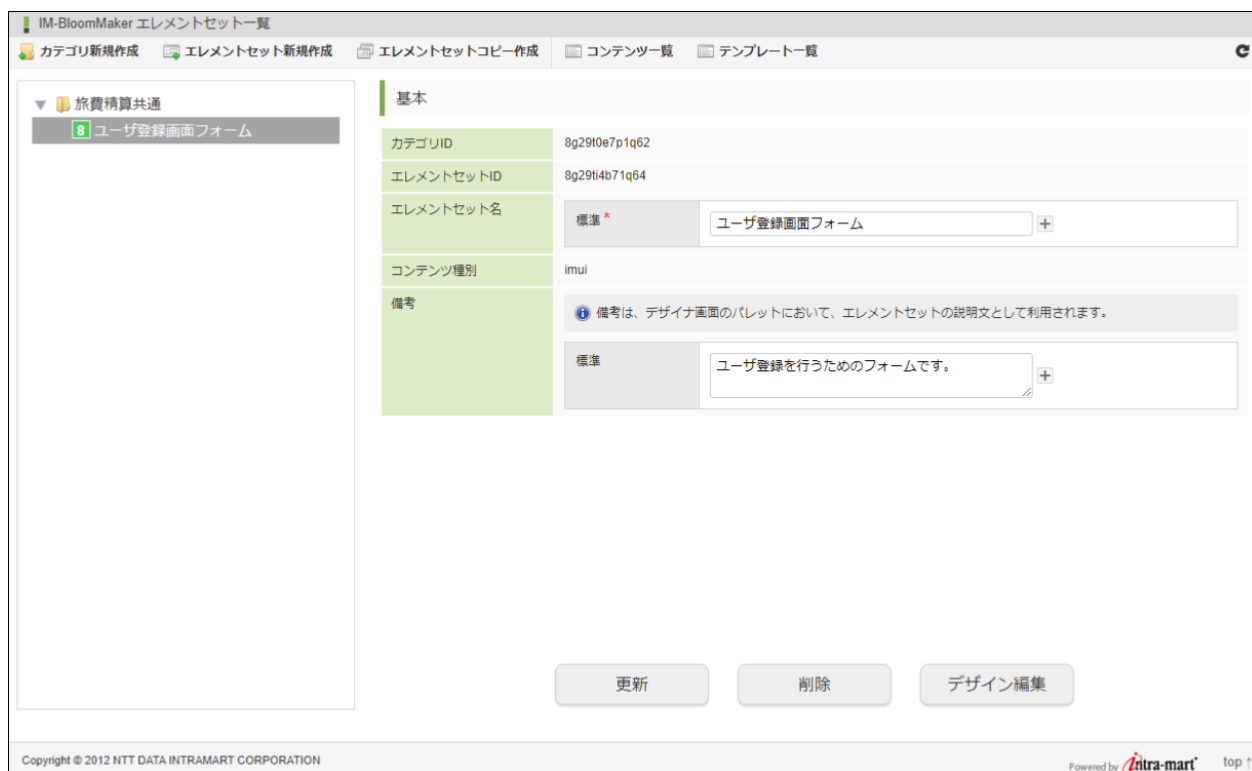 IM-BloomMaker エレメントセット一覧
カテゴリ新規作成 エレメントセット新規作成 エレメントセットコピー作成 コンテンツ一覧 テンプレート一覧
旅費精算共通
8 ユーザ登録画面フォーム
基本
カテゴリID 8g29t0e7p1q62
エレメントセットID 8g29ti4b71q64
エレメントセット名 標準 * ユーザ登録画面フォーム
コンテンツ種別 imui
備考 備考は、デザイナ画面のパレットにおいて、エレメントセットの説明文として利用されます。
標準 ユーザ登録を行うためのフォームです。
更新 削除 デザイン編集
Copyright © 2012 NTT DATA INTRAMART CORPORATION Powered by intra-mart top ↑